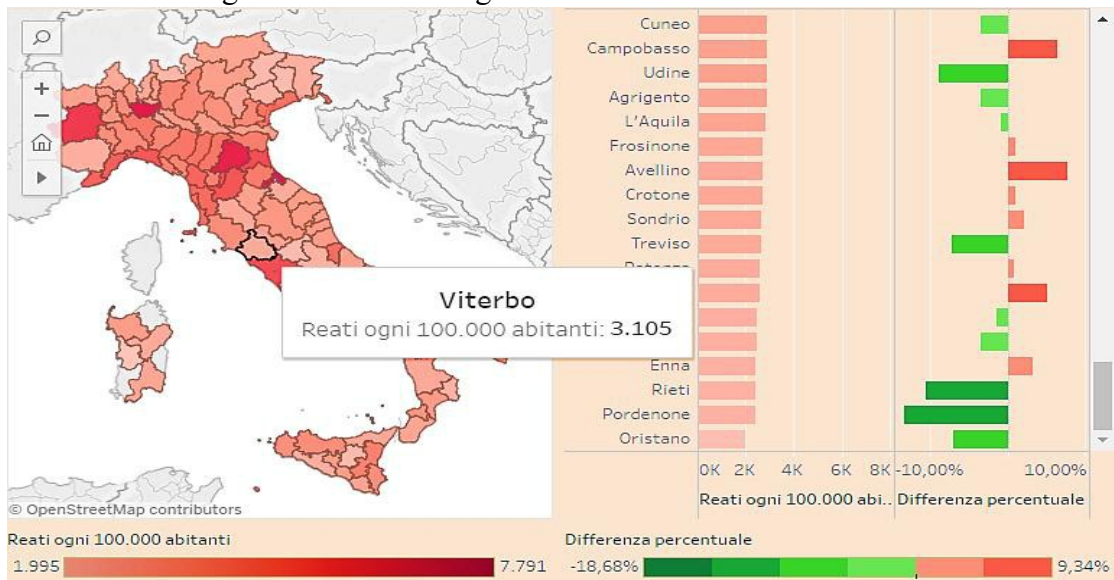 Cuneo
Campobasso
Udine
Agrigento
L'Aquila
Frosinone
Avellino
Crotone
Sondrio
Treviso
Viterbo
Reati ogni 100.000 abitanti: 3.105
Enna
Rieti
Pordenone
Oristano
0K 2K 4K 6K 8K -10,00% 10,00%
Reati ogni 100.000 abi.. Differenza percentuale
© OpenStreetMap contributors
Reati ogni 100.000 abitanti
1.995 7.791
Differenza percentuale
-18,68% 9,34%